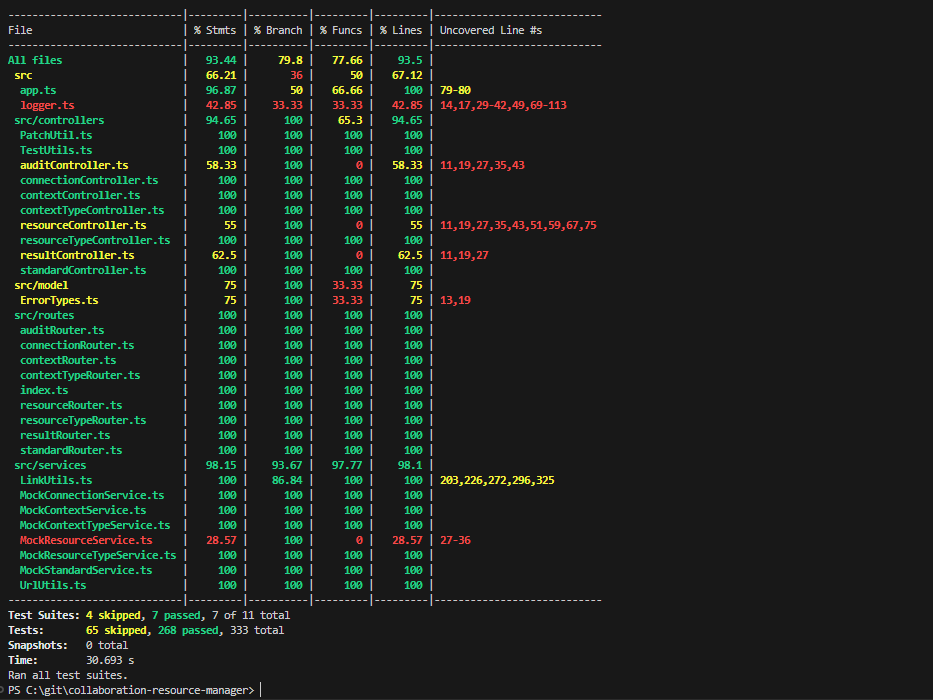 -----------------------------|---------|----------|---------|---------|----------------------------
File                         | % Stmts | % Branch | % Funcs | % Lines | Uncovered Line #s
-----------------------------|---------|----------|---------|---------|----------------------------
All files                    |   93.44 |     79.8 |   77.66 |    93.5 |
 src                         |   66.21 |       36 |      50 |   67.12 |
  app.ts                     |   96.87 |       50 |   66.66 |     100 | 79-80
  logger.ts                  |   42.85 |    33.33 |   33.33 |   42.85 | 14,17,29-42,49,69-113
 src/controllers             |   94.65 |      100 |    65.3 |   94.65 |
  PatchUtil.ts               |     100 |      100 |     100 |     100 |
  TestUtils.ts               |     100 |      100 |     100 |     100 |
  auditController.ts         |   58.33 |      100 |       0 |   58.33 | 11,19,27,35,43
  connectionController.ts    |     100 |      100 |     100 |     100 |
  contextController.ts       |     100 |      100 |     100 |     100 |
  contextTypeController.ts   |     100 |      100 |     100 |     100 |
  resourceController.ts      |      55 |      100 |       0 |      55 | 11,19,27,35,43,51,59,67,75
  resourceTypeController.ts  |     100 |      100 |     100 |     100 |
  resultController.ts        |    62.5 |      100 |       0 |    62.5 | 11,19,27
  standardController.ts      |     100 |      100 |     100 |     100 |
 src/model                   |      75 |      100 |   33.33 |      75 |
  ErrorTypes.ts              |      75 |      100 |   33.33 |      75 | 13,19
 src/routes                  |     100 |      100 |     100 |     100 |
  auditRouter.ts             |     100 |      100 |     100 |     100 |
  connectionRouter.ts        |     100 |      100 |     100 |     100 |
  contextRouter.ts           |     100 |      100 |     100 |     100 |
  contextTypeRouter.ts       |     100 |      100 |     100 |     100 |
  index.ts                   |     100 |      100 |     100 |     100 |
  resourceRouter.ts          |     100 |      100 |     100 |     100 |
  resourceTypeRouter.ts      |     100 |      100 |     100 |     100 |
  resultRouter.ts            |     100 |      100 |     100 |     100 |
  standardRouter.ts          |     100 |      100 |     100 |     100 |
 src/services                |   98.15 |    93.67 |   97.77 |    98.1 |
  LinkUtils.ts               |     100 |    86.84 |     100 |     100 | 203,226,272,296,325
  MockConnectionService.ts   |     100 |      100 |     100 |     100 |
  MockContextService.ts      |     100 |      100 |     100 |     100 |
  MockContextTypeService.ts  |     100 |      100 |     100 |     100 |
  MockResourceService.ts     |   28.57 |      100 |       0 |   28.57 | 27-36
  MockResourceTypeService.ts |     100 |      100 |     100 |     100 |
  MockStandardService.ts     |     100 |      100 |     100 |     100 |
  UrlUtils.ts                |     100 |      100 |     100 |     100 |
-----------------------------|---------|----------|---------|---------|----------------------------
Test Suites: 4 skipped, 7 passed, 7 of 11 total
Tests:       65 skipped, 268 passed, 333 total
Snapshots:   0 total
Time:        30.693 s
Ran all test suites.
PS C:\git\collaboration-resource-manager>